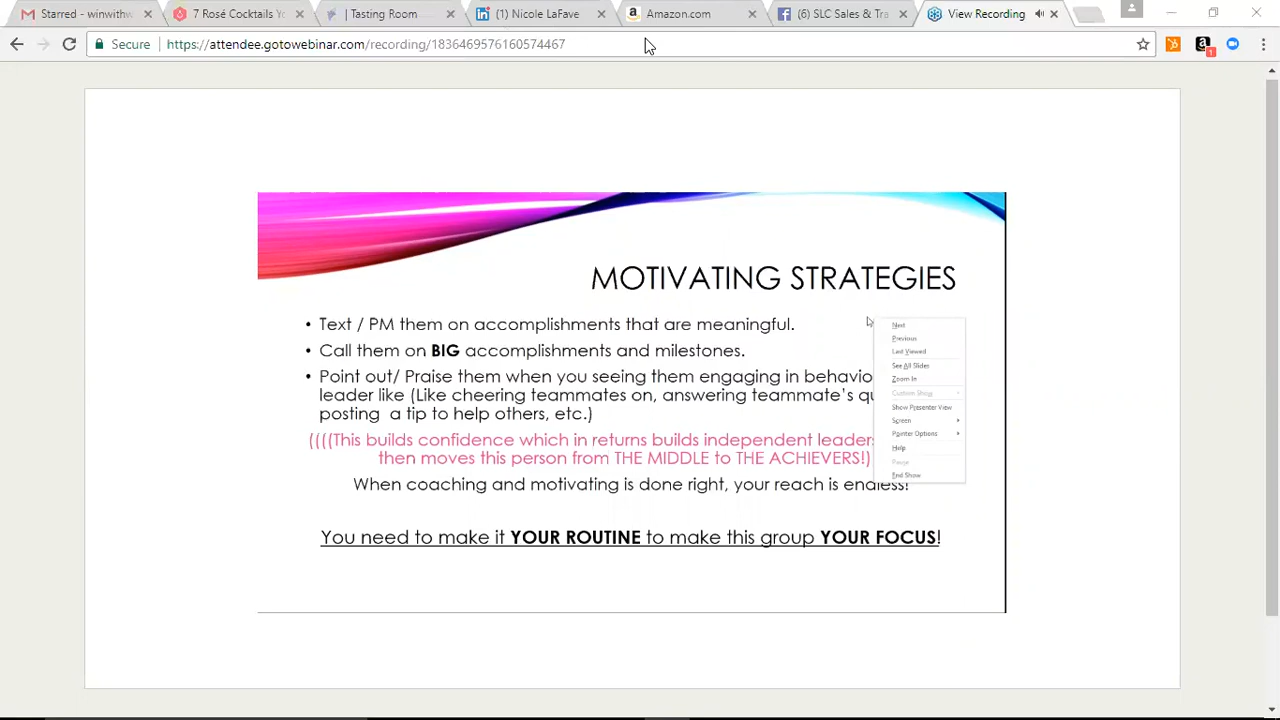 Starred - winwithw
7 Rosé Cocktails Yo
| Tasting Room
(1) Nicole LaFave
Amazon.com
(6) SLC Sales & Tra
View Recording
Secure
https://attendee.gotowebinar.com/recording/1836469576160574467
1
MOTIVATING STRATEGIES
• Text / PM them on accomplishments that are meaningful.
• Call them on BIG accomplishments and milestones.
• Point out/ Praise them when you seeing them engaging in behavio
leader like (Like cheering teammates on, answering teammate's qu
posting a tip to help others, etc.)
((((This builds confidence which in returns builds independent leaders
then moves this person from THE MIDDLE to THE ACHIEVERS!)
When coaching and motivating is done right, your reach is endless!
You need to make it YOUR ROUTINE to make this group YOUR FOCUS!
Next
Previous
Last Viewed
See All Slides
Zoom In
Custom Show
Show Presenter View
Screen
Pointer Options
Help
Pause
End Show